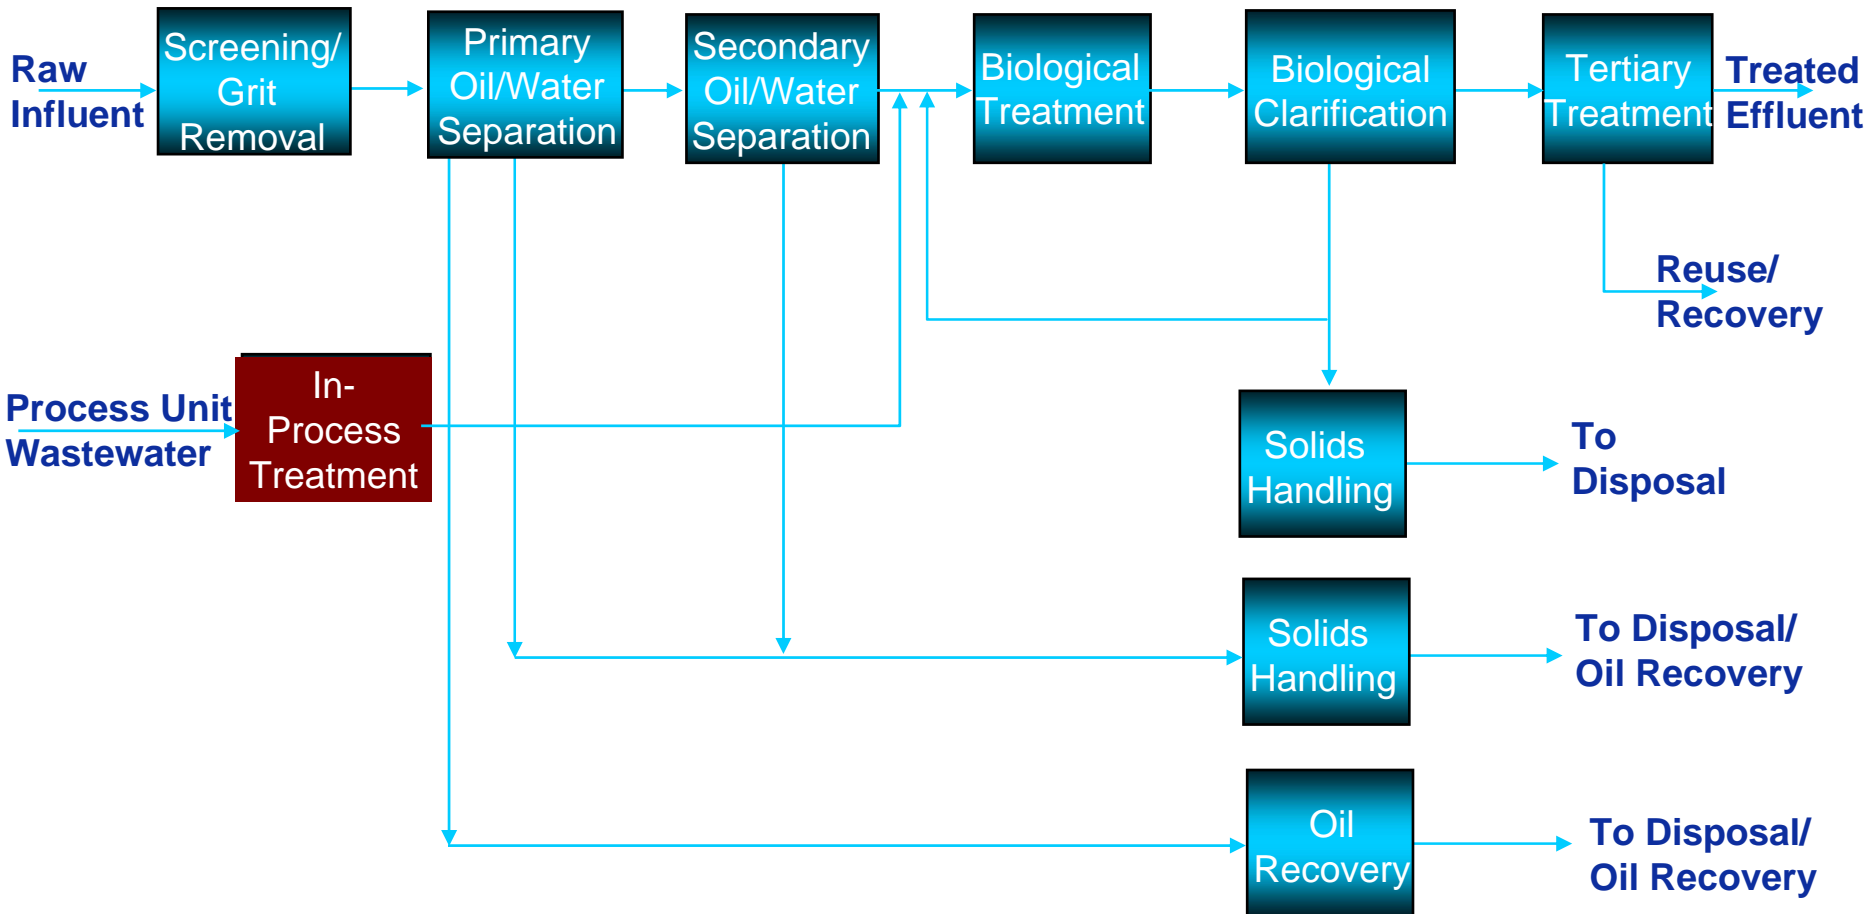 Raw
Influent
Screening/
Grit
Removal
Primary
Oil/Water
Separation
Secondary
Oil/Water
Separation
Biological
Treatment
Biological
Clarification
Tertiary
Treatment
Treated
Effluent
Reuse/
Recovery
Process Unit
Wastewater
In-
Process
Treatment
Solids
Handling
To
Disposal
Solids
Handling
To Disposal/
Oil Recovery
Oil
Recovery
To Disposal/
Oil Recovery